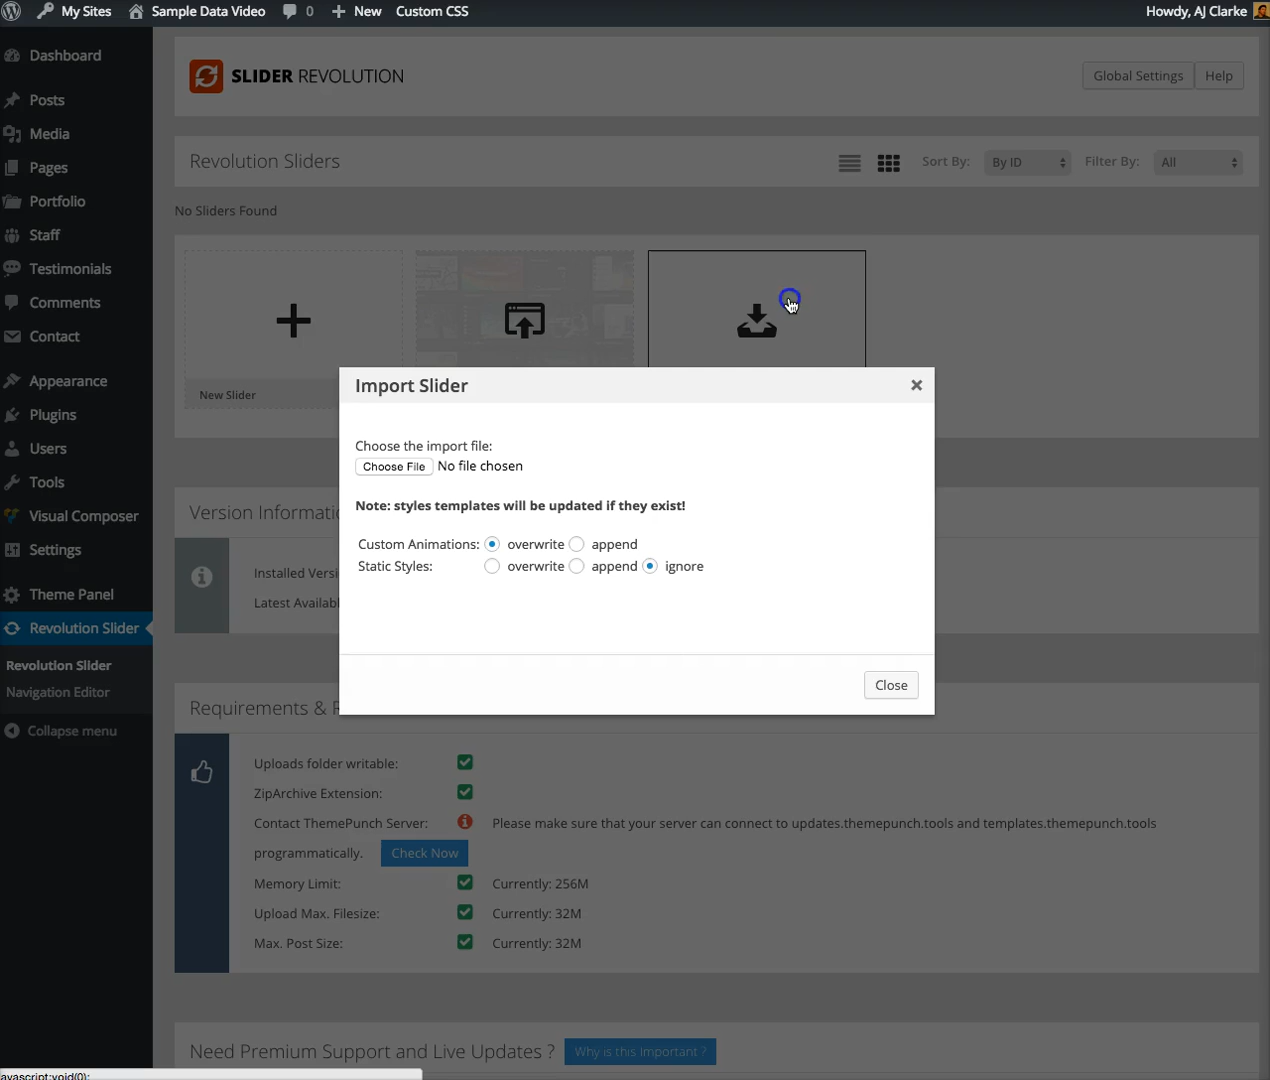 My Sites Sample Data Video 0 New Custom CSS Howdy, AJ Clarke
Dashboard
Posts
Media
Pages
Portfolio
Staff
Testimonials
Comments
Contact
Appearance
Plugins
Users
Tools
Visual Composer
Settings
Theme Panel
Revolution Slider
Revolution Slider
Navigation Editor
Collapse menu
SLIDER REVOLUTION
Global Settings Help
Revolution Sliders
Sort By: By ID Filter By: All
No Sliders Found
New Slider
Import Slider
Choose the import file:
Choose File No file chosen
Note: styles templates will be updated if they exist!
Custom Animations: overwrite append
Static Styles: overwrite append ignore
Close
Version Informati
Installed Versi
Latest Availab
Requirements & R
Uploads folder writable:
ZipArchive Extension:
Contact ThemePunch Server: Please make sure that your server can connect to updates.themepunch.tools and templates.themepunch.tools
programmatically. Check Now
Memory Limit: Currently: 256M
Upload Max. Filesize: Currently: 32M
Max. Post Size: Currently: 32M
Need Premium Support and Live Updates ? Why is this Important ?
avascript:void(0);